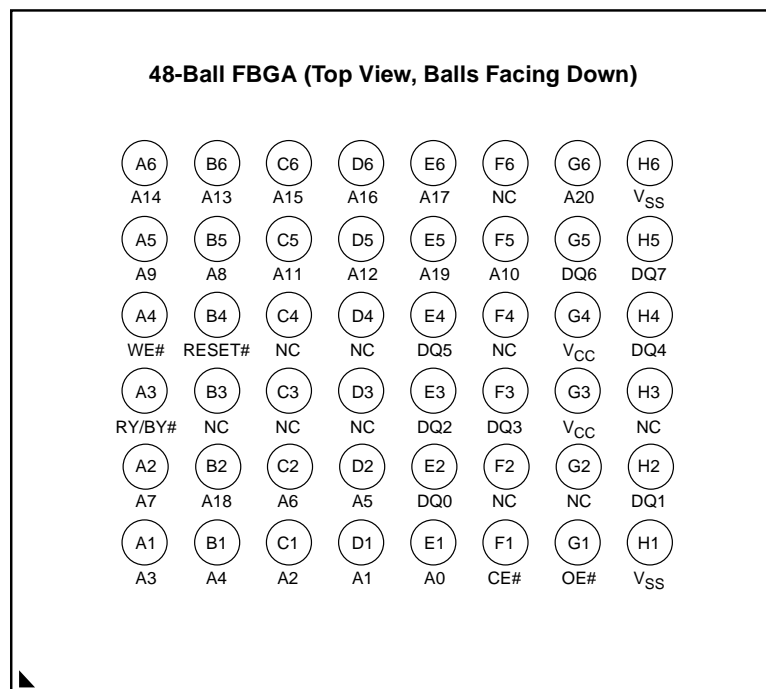 48-Ball FBGA (Top View, Balls Facing Down)
A6 B6 C6 D6 E6 F6 G6 H6
A14 A13 A15 A16 A17 NC A20 VSS
A5 B5 C5 D5 E5 F5 G5 H5
A9 A8 A11 A12 A19 A10 DQ6 DQ7
A4 B4 C4 D4 E4 F4 G4 H4
WE# RESET# NC NC DQ5 NC VCC DQ4
A3 B3 C3 D3 E3 F3 G3 H3
RY/BY# NC NC NC DQ2 DQ3 VCC NC
A2 B2 C2 D2 E2 F2 G2 H2
A7 A18 A6 A5 DQ0 NC NC DQ1
A1 B1 C1 D1 E1 F1 G1 H1
A3 A4 A2 A1 A0 CE# OE# VSS